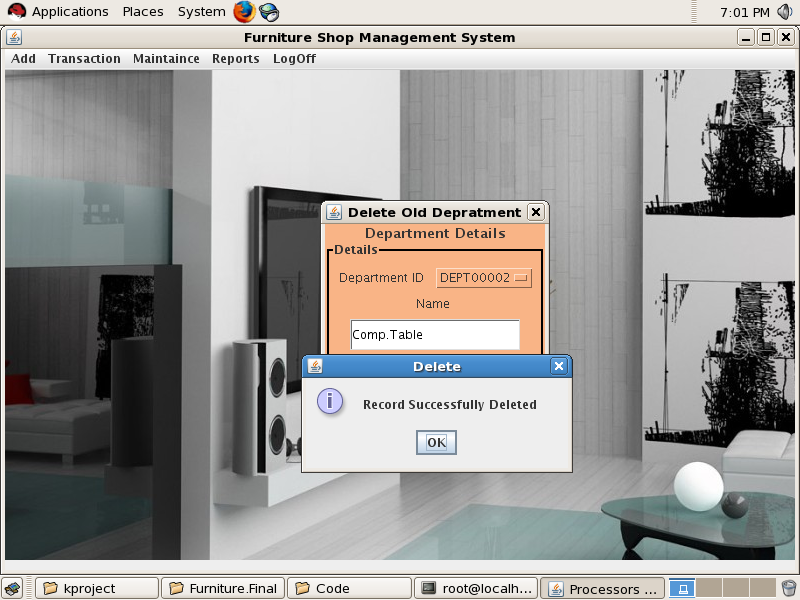 Applications Places System 7:01 PM
Furniture Shop Management System
Add Transaction Maintaince Reports LogOff
Delete Old Depratment
Department Details
Details
Department ID DEPT00002
Name
Comp.Table
Delete
Record Successfully Deleted
OK
kproject Furniture.Final Code root@localh... Processors ...